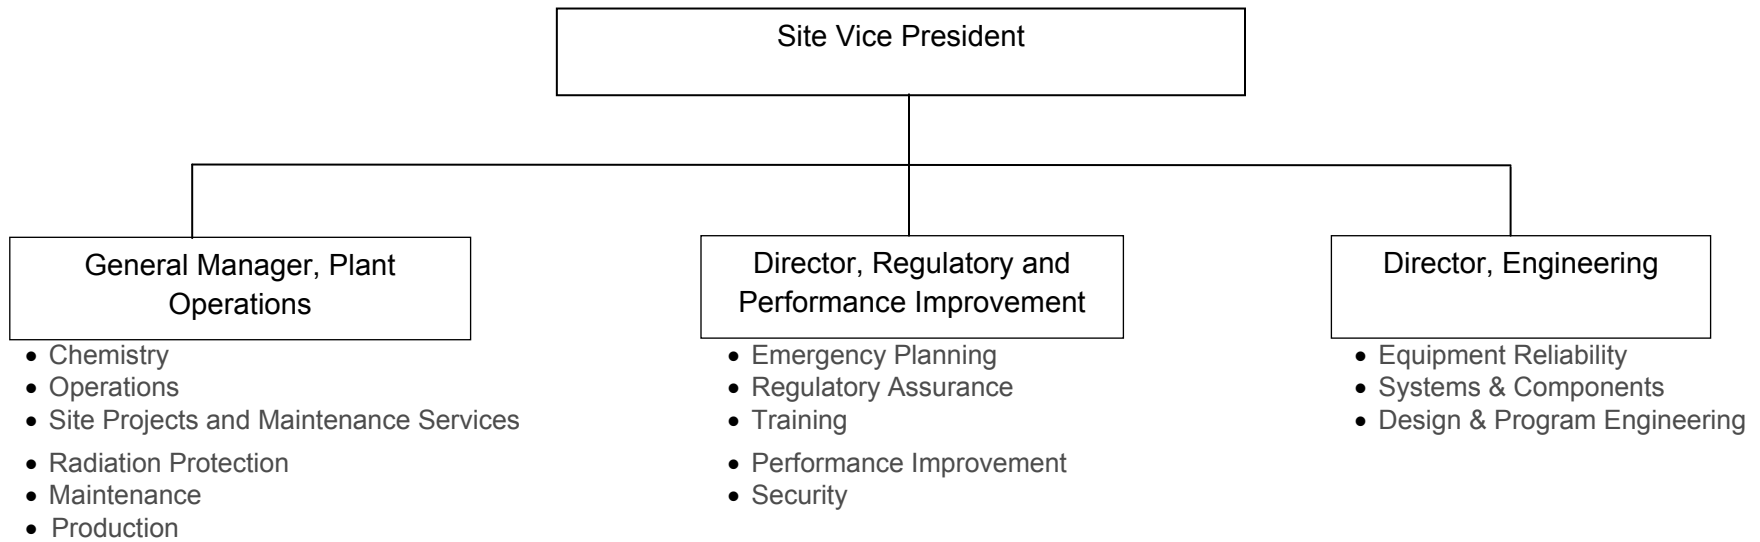 Site Vice President
General Manager, Plant
Operations
• Chemistry
• Operations
• Site Projects and Maintenance Services
• Radiation Protection
• Maintenance
• Production
Director, Regulatory and
Performance Improvement
• Emergency Planning
• Regulatory Assurance
• Training
• Performance Improvement
• Security
Director, Engineering
• Equipment Reliability
• Systems & Components
• Design & Program Engineering